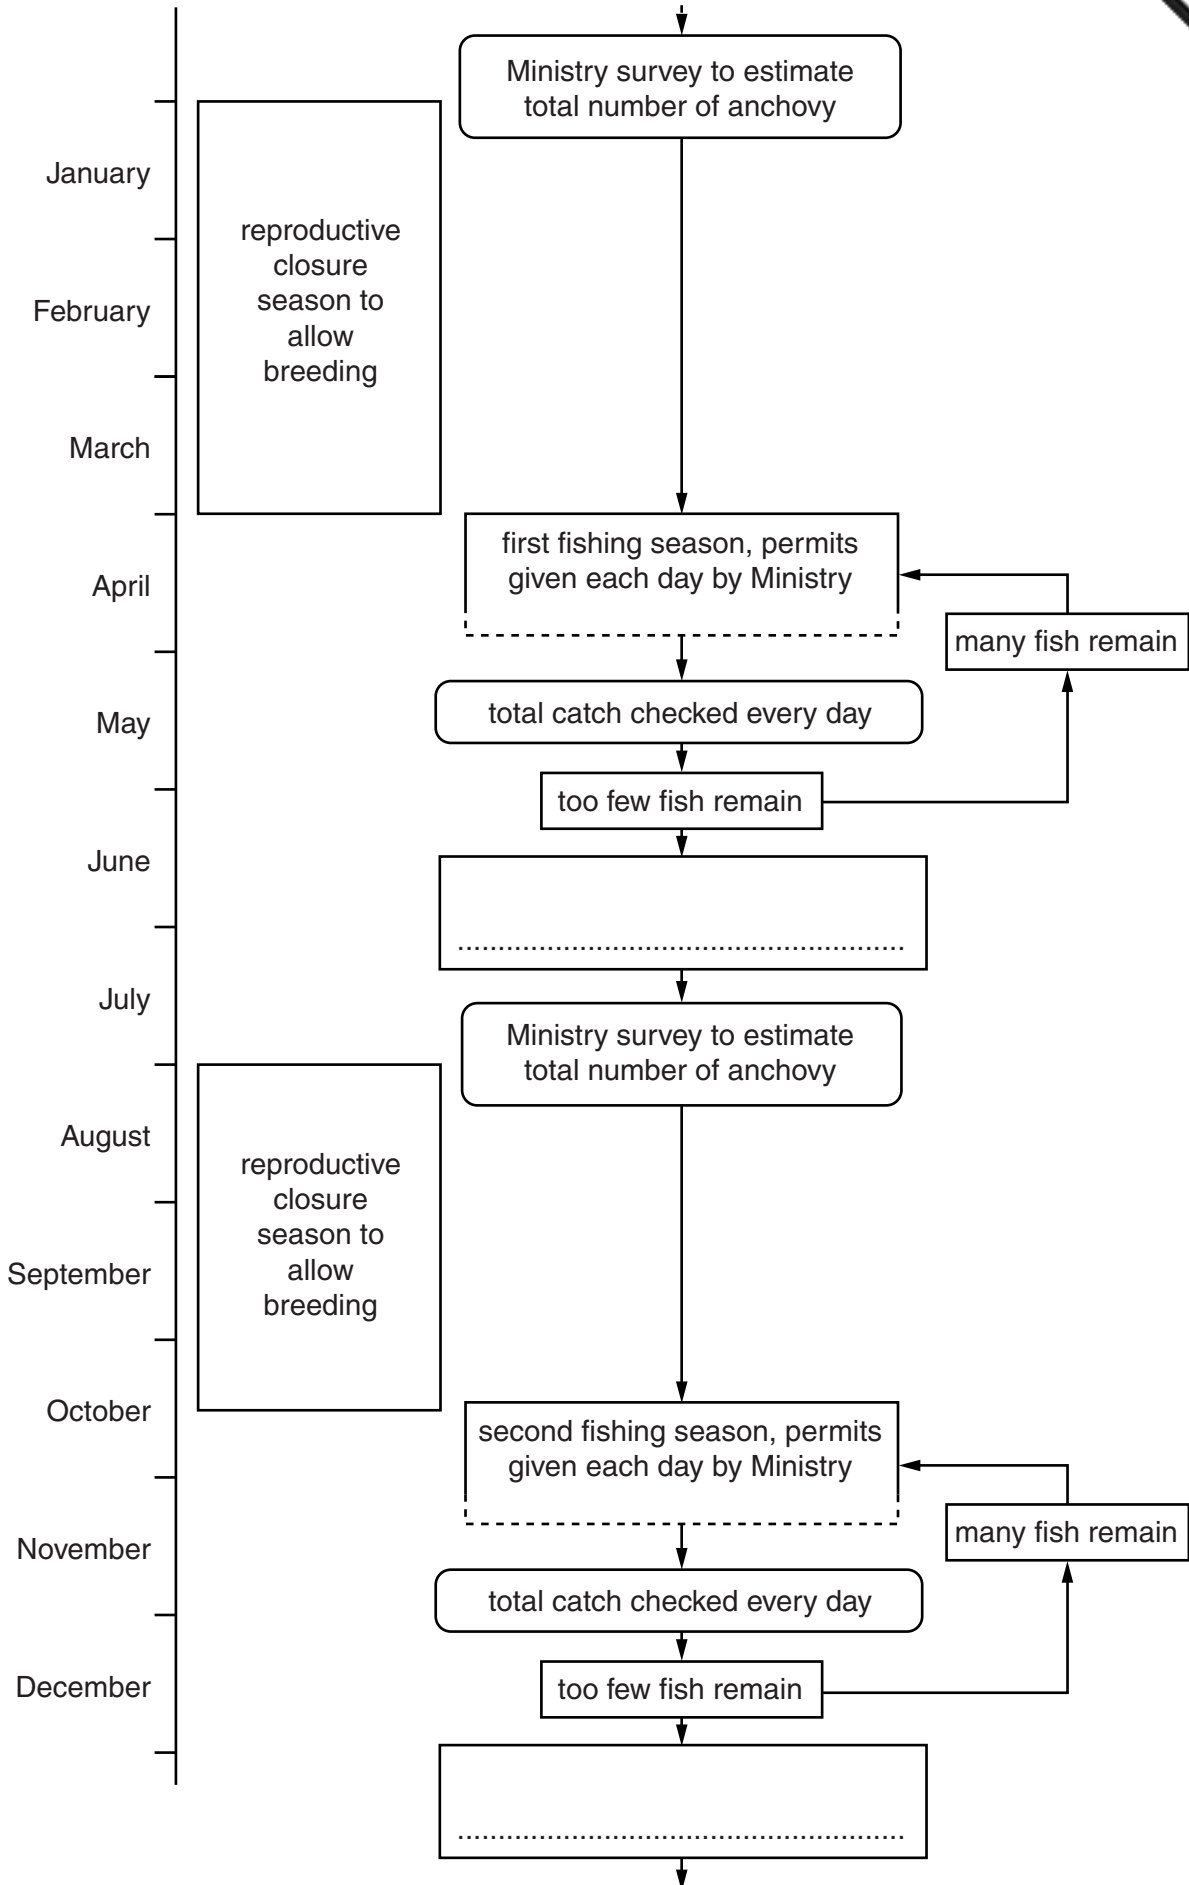 Ministry survey to estimate
total number of anchovy
January
reproductive
closure
season to
allow
breeding
February
March
first fishing season, permits
given each day by Ministry
April
many fish remain
total catch checked every day
May
too few fish remain
June
................................................................
July
Ministry survey to estimate
total number of anchovy
August
reproductive
closure
season to
allow
breeding
September
October
second fishing season, permits
given each day by Ministry
many fish remain
November
total catch checked every day
December
too few fish remain
................................................................